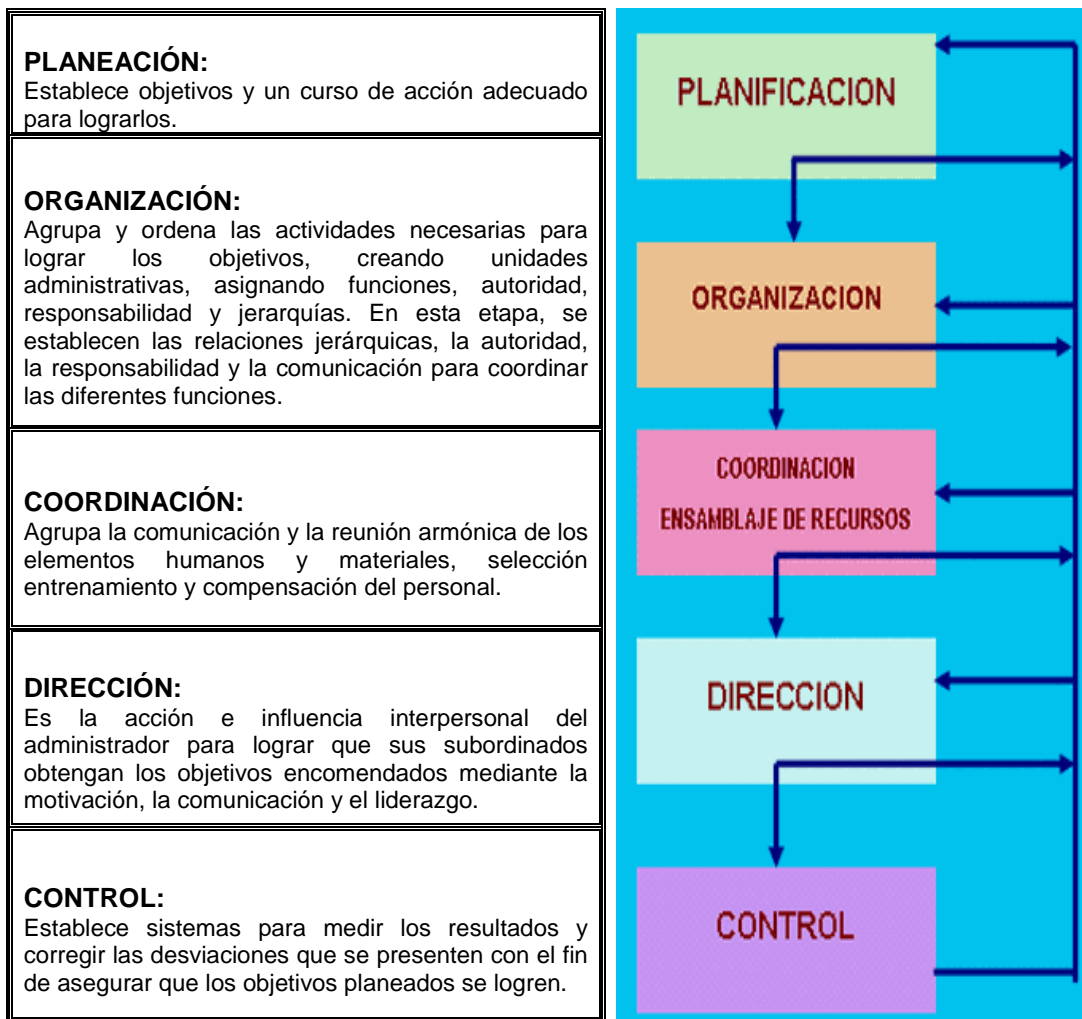 PLANEACIÓN:
Establece objetivos y un curso de acción adecuado
para lograrlos.
ORGANIZACIÓN:
Agrupa y ordena las actividades necesarias para
lograr los objetivos, creando unidades
administrativas, asignando funciones, autoridad,
responsabilidad y jerarquías. En esta etapa, se
establecen las relaciones jerárquicas, la autoridad,
la responsabilidad y la comunicación para coordinar
las diferentes funciones.
COORDINACIÓN:
Agrupa la comunicación y la reunión armónica de los
elementos humanos y materiales, selección
entrenamiento y compensación del personal.
DIRECCIÓN:
Es la acción e influencia interpersonal del
administrador para lograr que sus subordinados
obtengan los objetivos encomendados mediante la
motivación, la comunicación y el liderazgo.
CONTROL:
Establece sistemas para medir los resultados y
corregir las desviaciones que se presenten con el fin
de asegurar que los objetivos planeados se logren.
PLANIFICACION
ORGANIZACION
COORDINACION
ENSAMBLAJE DE RECURSOS
DIRECCION
CONTROL